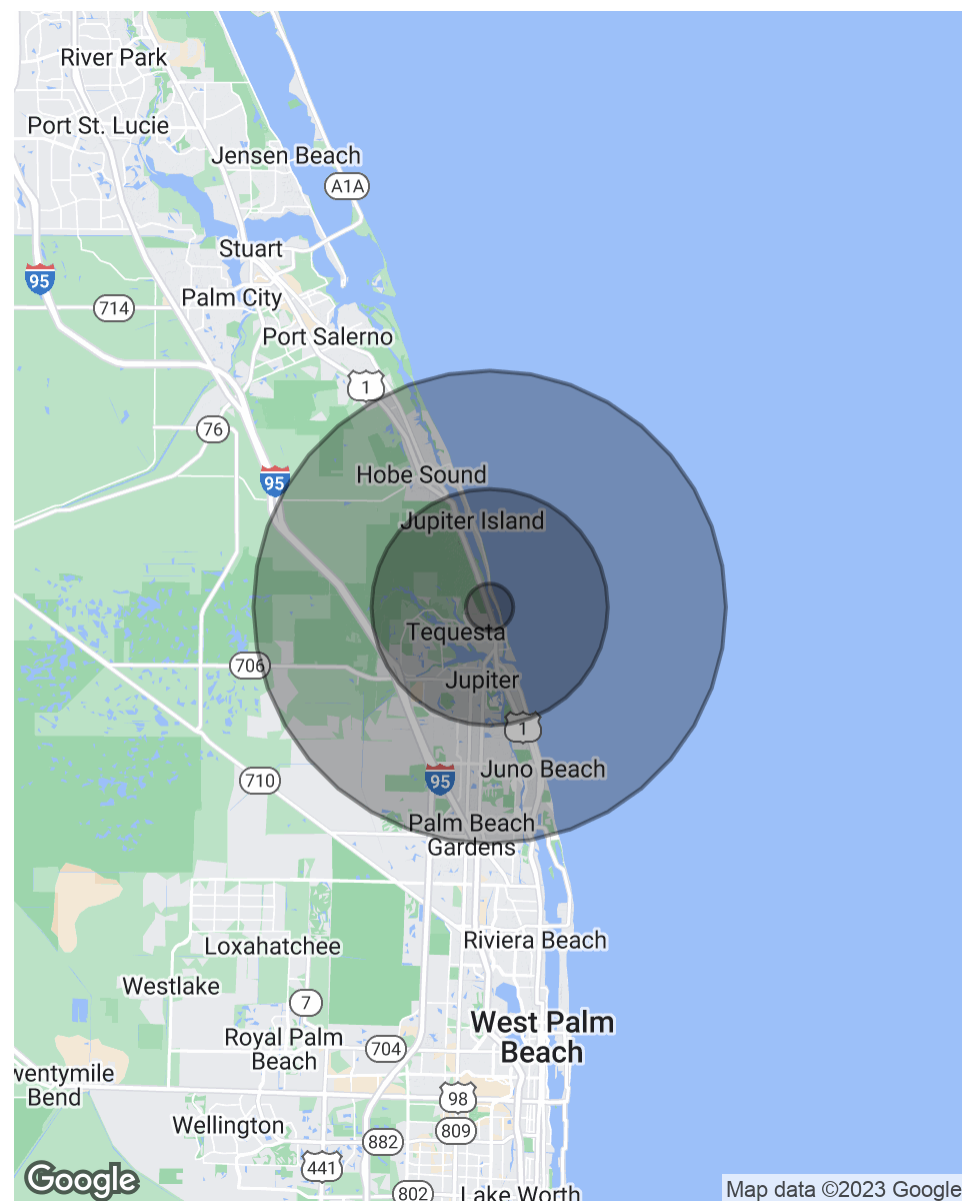 River Park
Port St. Lucie
Jensen Beach
A1A
Stuart
95
Palm City
714
Port Salerno
1
76
Hobe Sound
95
Jupiter Island
Tequesta
706
Jupiter
1
Juno Beach
95
710
Palm Beach
Gardens
Riviera Beach
Loxahatchee
Westlake
7
West Palm
Beach
Royal Palm
Beach
704
wentymile
Bend
98
Wellington
809
882
441
Google
802
Lake Worth
Map data ©2023 Google